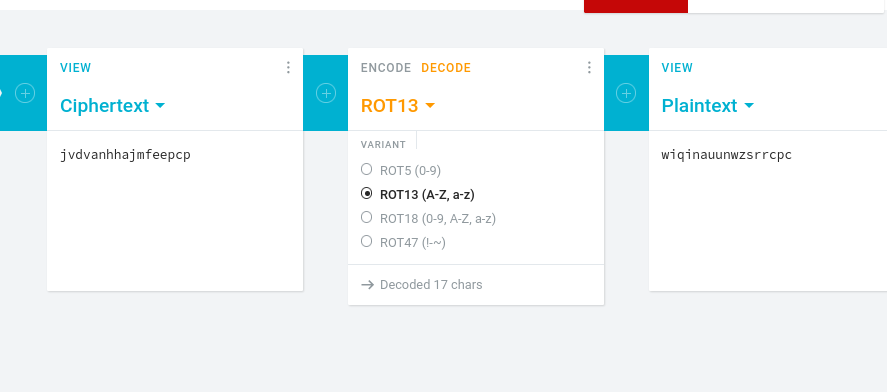 VIEW
Ciphertext
jvdvanhhajmfeepcp
ENCODE DECODE
ROT13
VARIANT
ROT5 (0-9)
ROT13 (A-Z, a-z)
ROT18 (0-9, A-Z, a-z)
ROT47 (!-~)
→ Decoded 17 chars
VIEW
Plaintext
wiqinauunwzsrrcpc